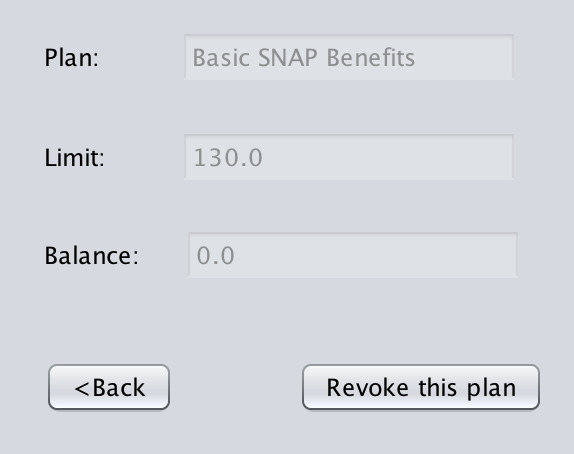 Plan: Basic SNAP Benefits
Limit: 130.0
Balance: 0.0
<Back Revoke this plan